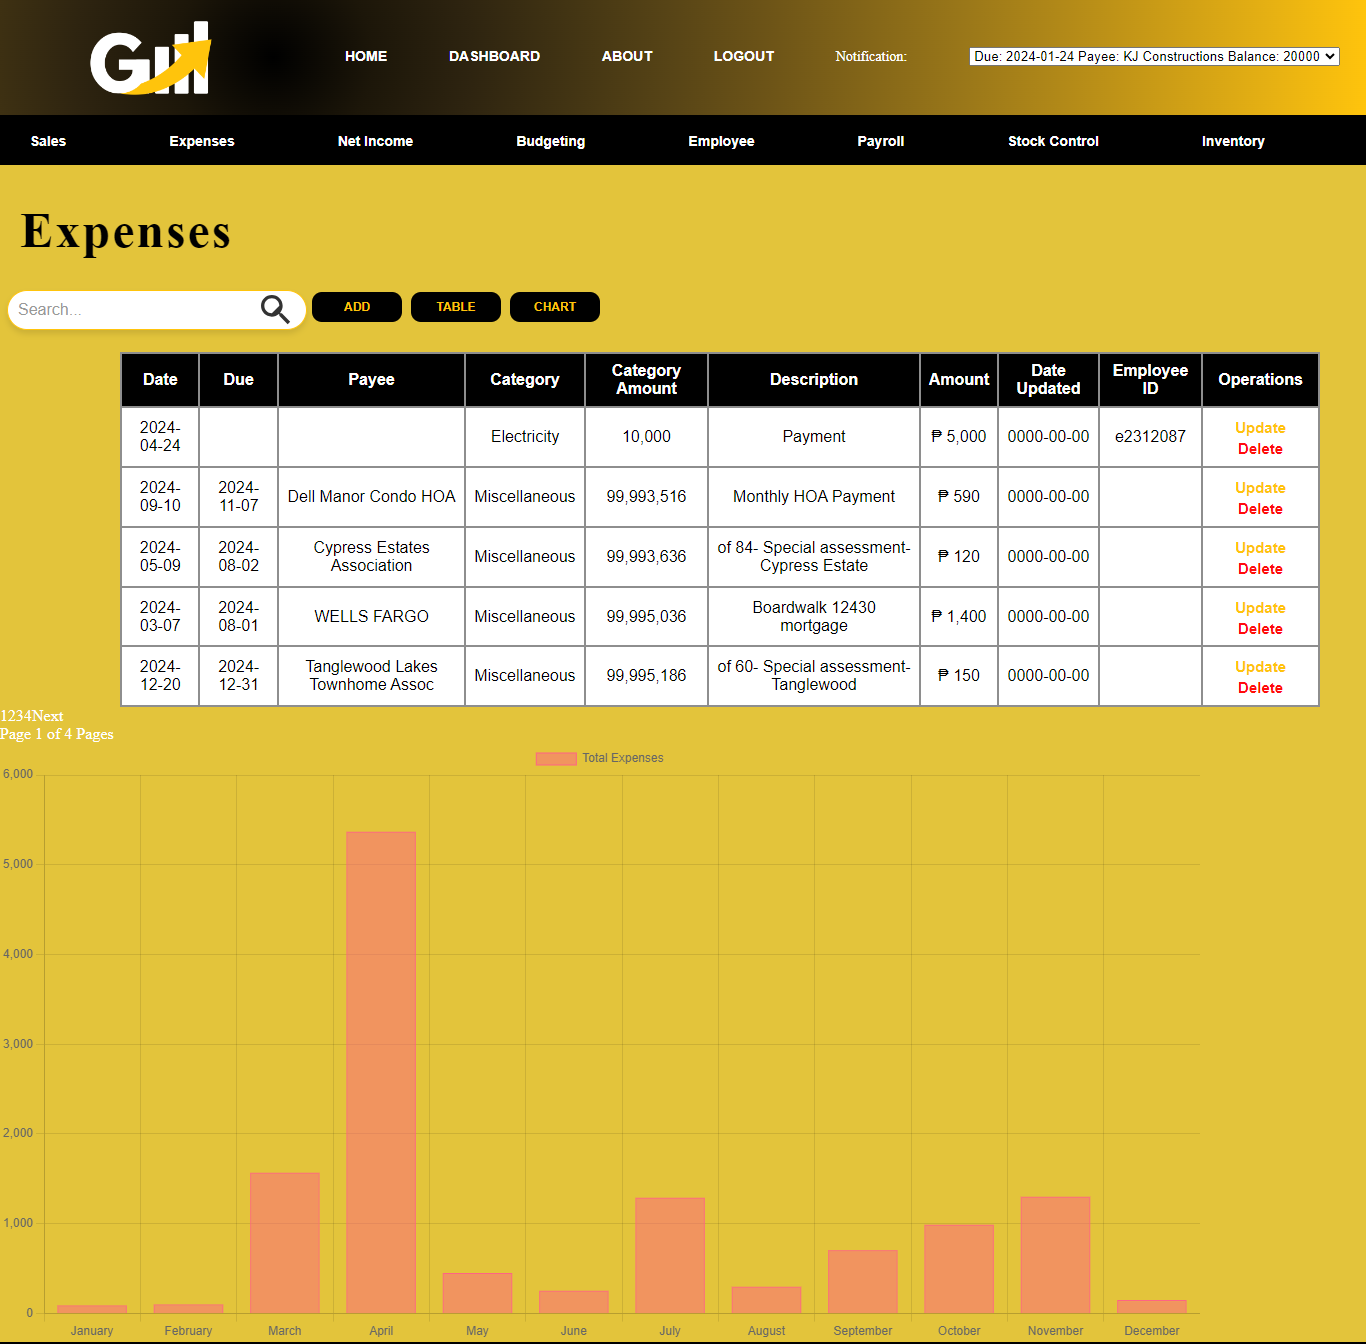 Gill
HOME DASHBOARD ABOUT LOGOUT Notification: Due: 2024-01-24 Payee: KJ Constructions Balance: 20000
Sales Expenses Net Income Budgeting Employee Payroll Stock Control Inventory
Expenses
Search... ADD TABLE CHART
Date Due Payee Category Category Amount Description Amount Date Updated Employee ID Operations
2024-04-24 Electricity 10,000 Payment ₱ 5,000 0000-00-00 e2312087 Update Delete
2024-09-10 2024-11-07 Dell Manor Condo HOA Miscellaneous 99,993,516 Monthly HOA Payment ₱ 590 0000-00-00 Update Delete
2024-05-09 2024-08-02 Cypress Estates Association Miscellaneous 99,993,636 of 84- Special assessment- Cypress Estate ₱ 120 0000-00-00 Update Delete
2024-03-07 2024-08-01 WELLS FARGO Miscellaneous 99,995,036 Boardwalk 12430 mortgage ₱ 1,400 0000-00-00 Update Delete
2024-12-20 2024-12-31 Tanglewood Lakes Townhome Assoc Miscellaneous 99,995,186 of 60- Special assessment- Tanglewood ₱ 150 0000-00-00 Update Delete
1234Next
Page 1 of 4 Pages
Total Expenses
6,000
5,000
4,000
3,000
2,000
1,000
0
January February March April May June July August September October November December